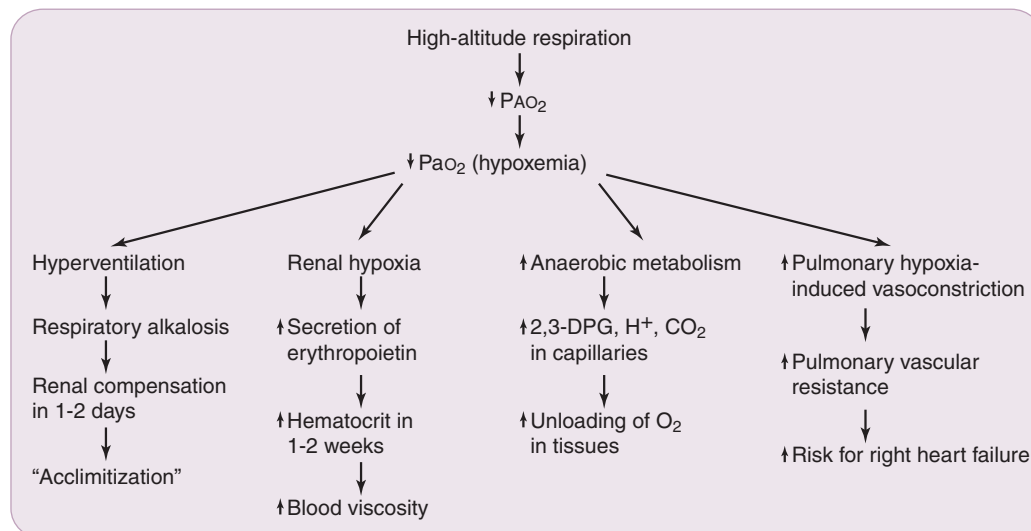 High-altitude respiration
↓ PAO₂
↓ PaO₂ (hypoxemia)
Hyperventilation
Respiratory alkalosis
Renal compensation
in 1-2 days
“Acclimitization”
Renal hypoxia
↑ Secretion of
erythropoietin
↑ Hematocrit in
1-2 weeks
↑ Blood viscosity
↑ Anaerobic metabolism
↑ 2,3-DPG, H⁺, CO₂
in capillaries
↑ Unloading of O₂
in tissues
↑ Pulmonary hypoxia-
induced vasoconstriction
↑ Pulmonary vascular
resistance
↑ Risk for right heart failure